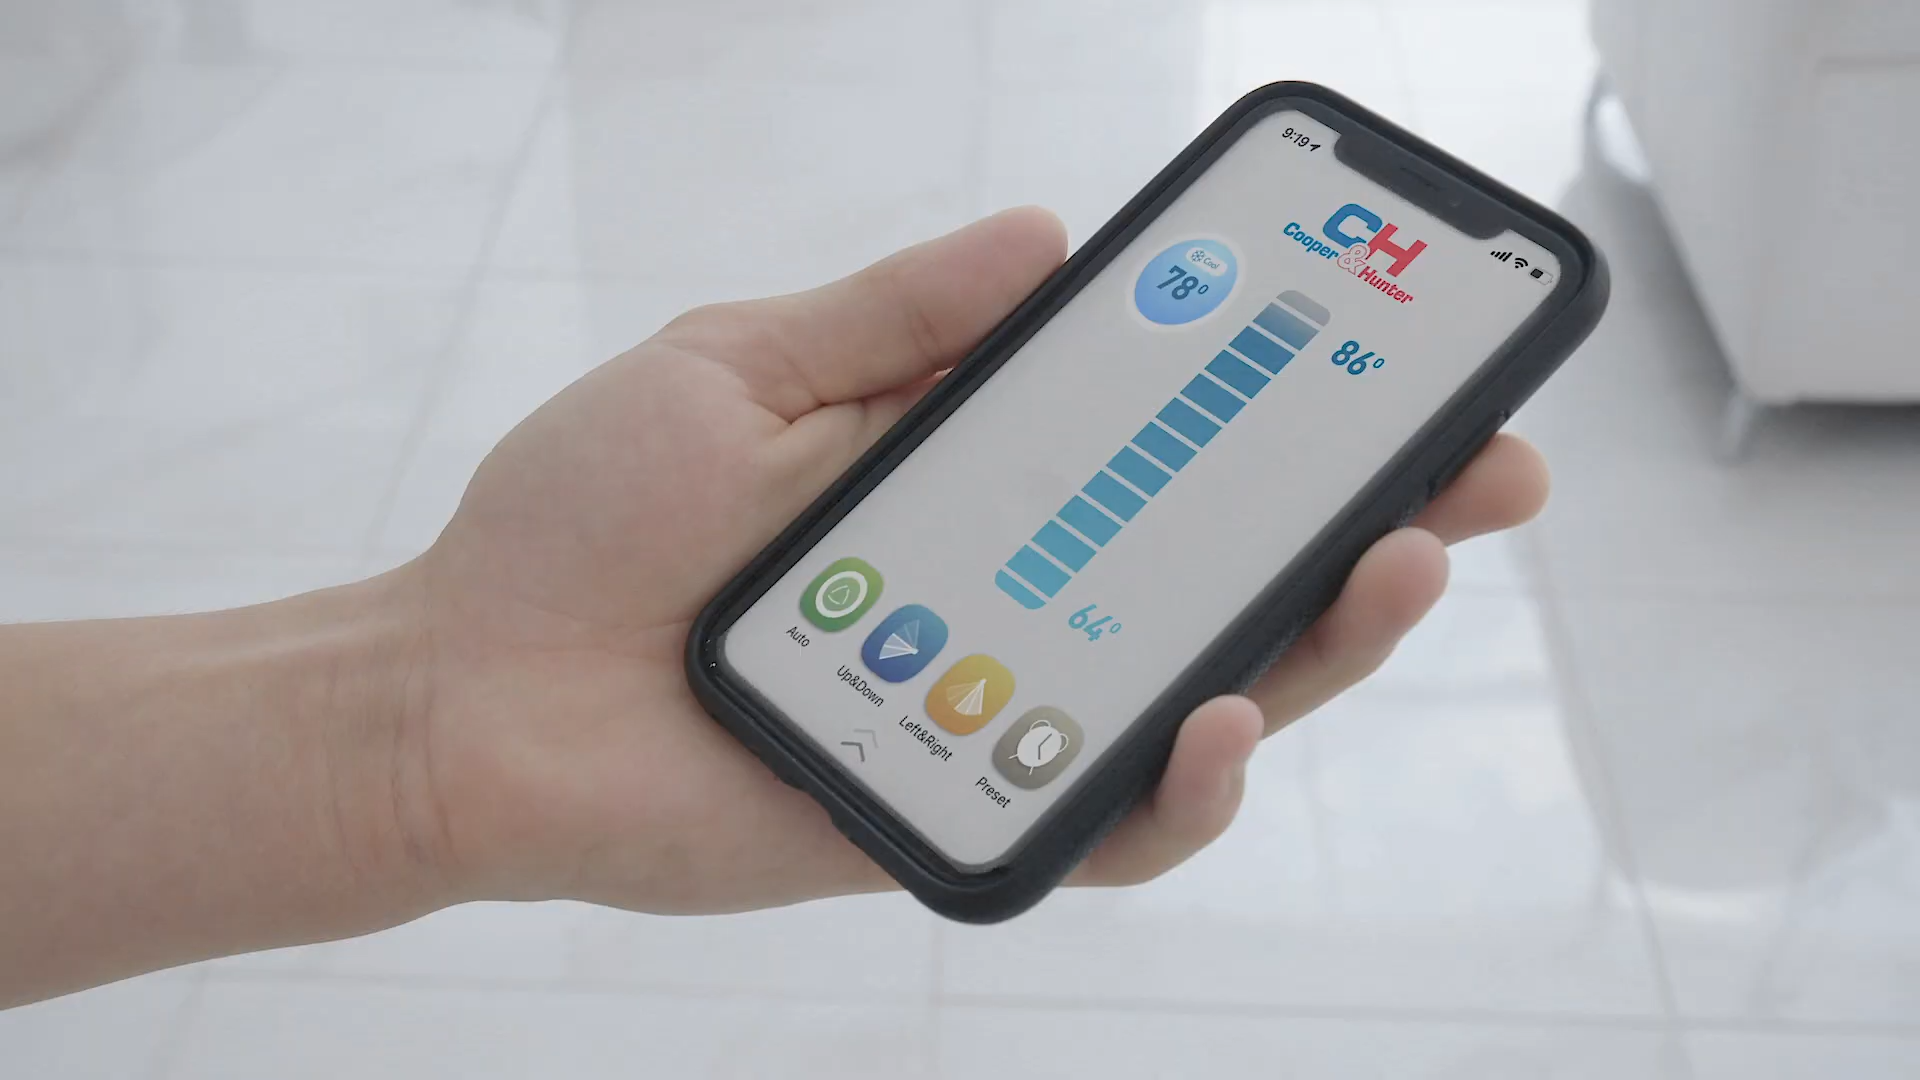 9:19
CH
Cooper & Hunter
Cool
78°
86°
64°
Auto
Up&Down
Left&Right
Preset